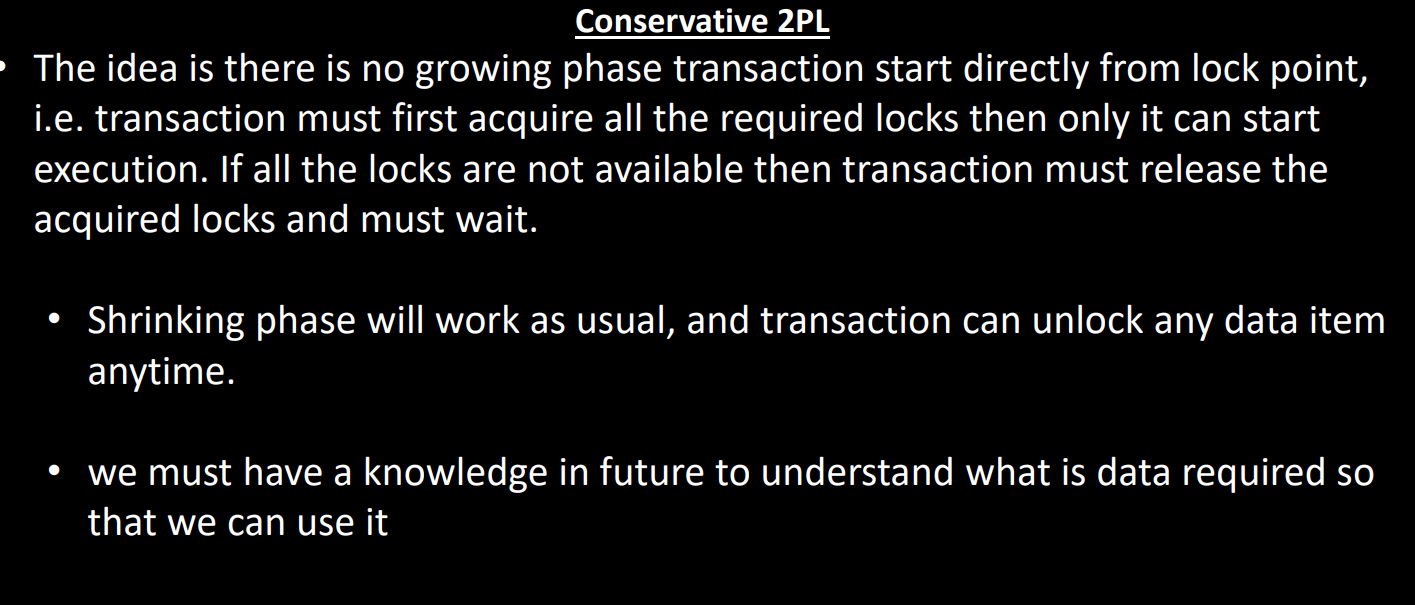 Conservative 2PL
• The idea is there is no growing phase transaction start directly from lock point,
i.e. transaction must first acquire all the required locks then only it can start
execution. If all the locks are not available then transaction must release the
acquired locks and must wait.
• Shrinking phase will work as usual, and transaction can unlock any data item
anytime.
• we must have a knowledge in future to understand what is data required so
that we can use it